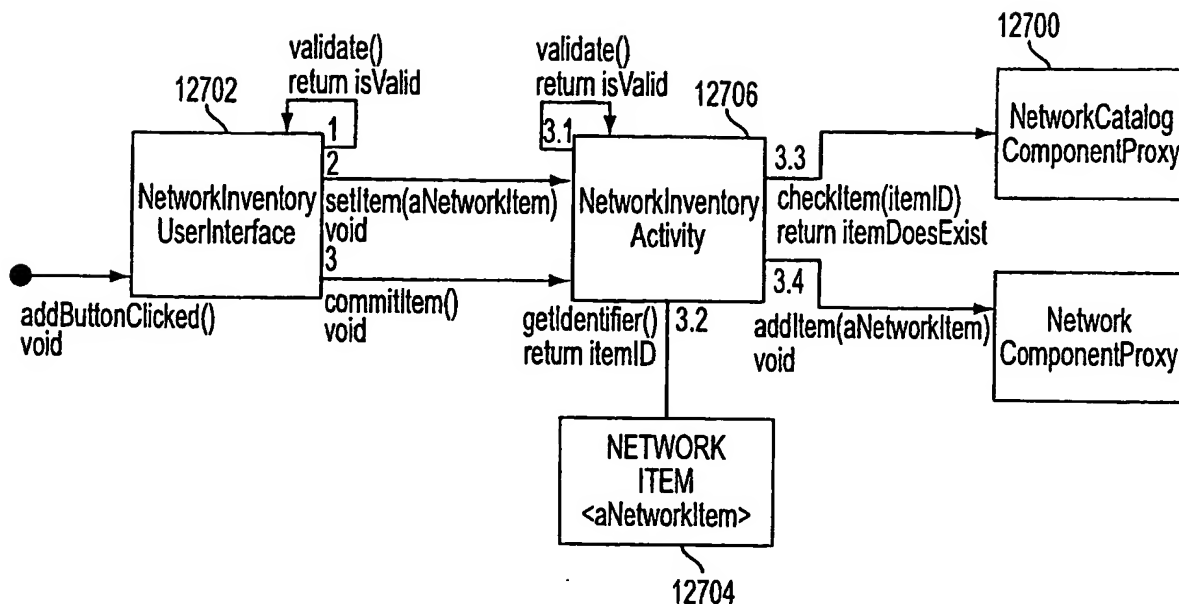 validate()
return isValid
12702
1
2
NetworkInventory
UserInterface
setItem(aNetworkItem)
void
3
commitItem()
void
addButtonClicked()
void
validate()
return isValid
12706
3.1
NetworkInventory
Activity
3.3
checkItem(itemID)
return itemDoesExist
3.4
addItem(aNetworkItem)
void
getIdentifier()
return itemID
3.2
12700
NetworkCatalog
ComponentProxy
Network
ComponentProxy
NETWORK
ITEM
<aNetworkItem>
12704